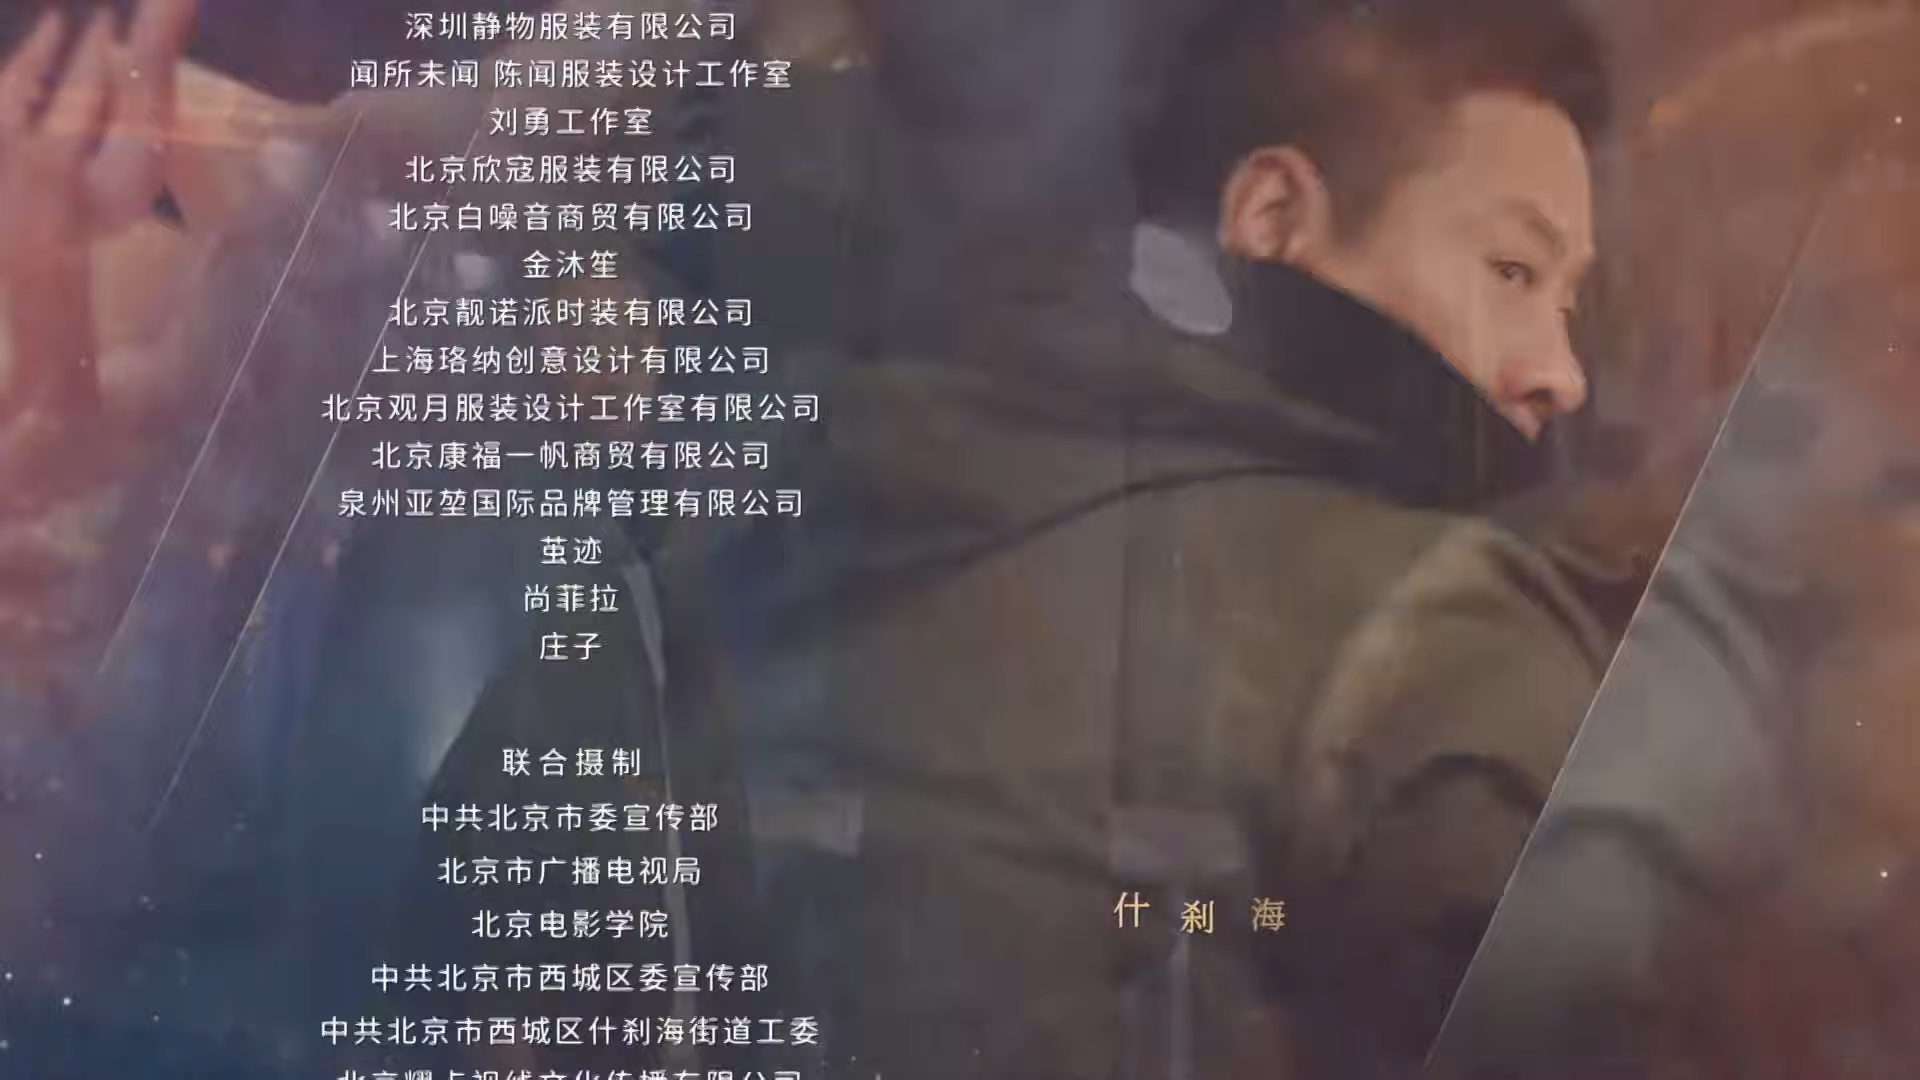 深圳静物服装有限公司
闻所未闻 陈闻服装设计工作室
刘勇工作室
北京欣寇服装有限公司
北京白噪音商贸有限公司
金沐笙
北京靓诺派时装有限公司
上海珞纳创意设计有限公司
北京观月服装设计工作室有限公司
北京康福一帆商贸有限公司
泉州亚堃国际品牌管理有限公司
茧迹
尚菲拉
庄子
联合摄制
中共北京市委宣传部
北京市广播电视局
北京电影学院
中共北京市西城区委宣传部
中共北京市西城区什刹海街道工委
什刹海